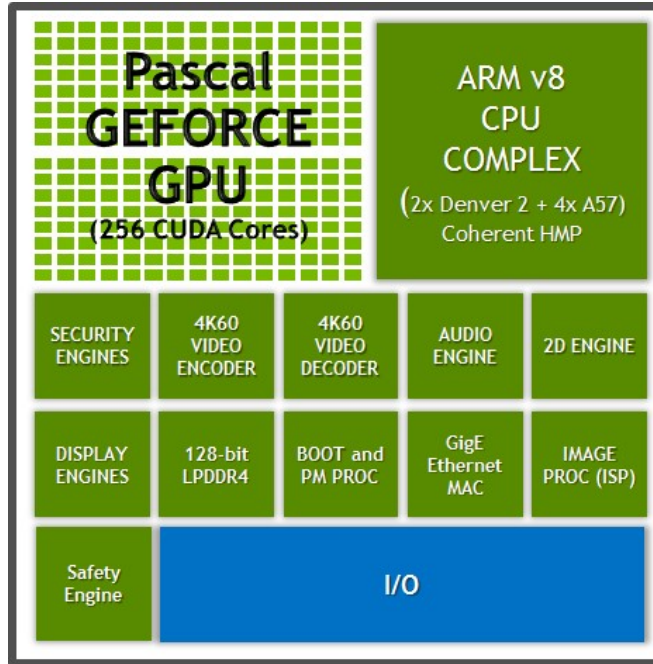 Pascal
GEFORCE
GPU
(256 CUDA Cores)
ARM v8
CPU
COMPLEX
(2x Denver 2 + 4x A57)
Coherent HMP
SECURITY
ENGINES
4K60
VIDEO
ENCODER
4K60
VIDEO
DECODER
AUDIO
ENGINE
2D ENGINE
DISPLAY
ENGINES
128-bit
LPDDR4
BOOT and
PM PROC
GigE
Ethernet
MAC
IMAGE
PROC (ISP)
Safety
Engine
I/O